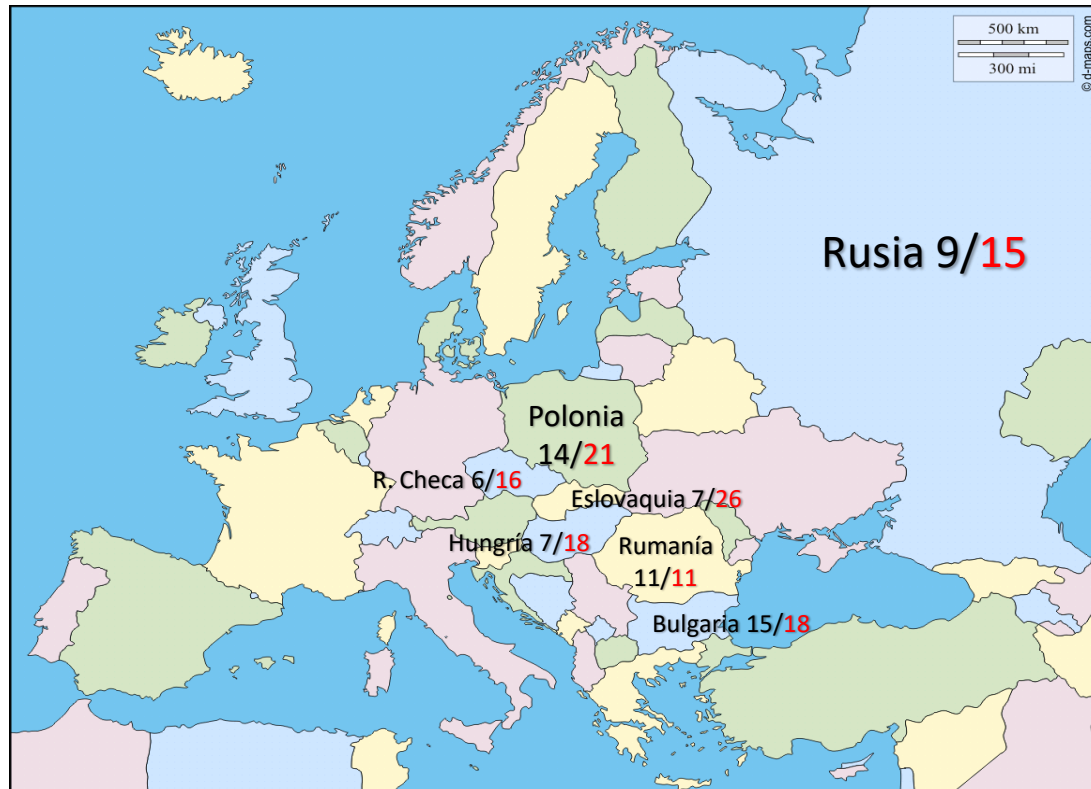 500 km
300 mi
© d-maps.com
Rusia 9/15
Polonia
14/21
R. Checa 6/16
Eslovaquia 7/26
Hungría 7/18
Rumanía
11/11
Bulgaria 15/18